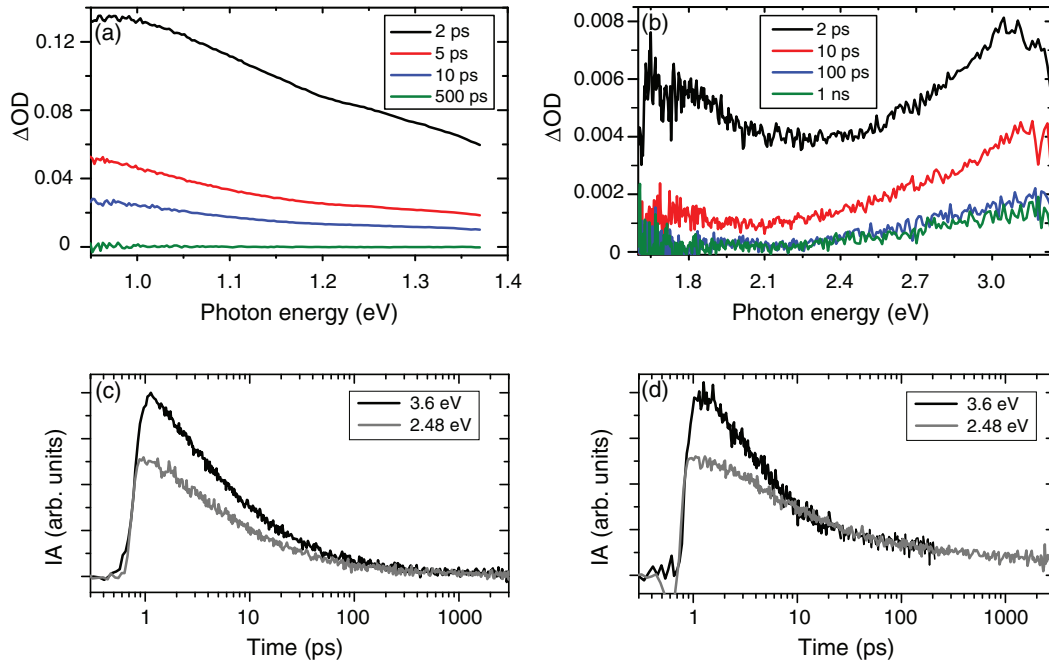 (a)
2 ps
5 ps
10 ps
500 ps
0.12
0.08
0.04
0
ΔOD
1.0 1.1 1.2 1.3 1.4
Photon energy (eV)
(b)
2 ps
10 ps
100 ps
1 ns
0.008
0.006
0.004
0.002
0
ΔOD
1.8 2.1 2.4 2.7 3.0
Photon energy (eV)
(c)
3.6 eV
2.48 eV
IA (arb. units)
1 10 100 1000
Time (ps)
(d)
3.6 eV
2.48 eV
IA (arb. units)
1 10 100 1000
Time (ps)